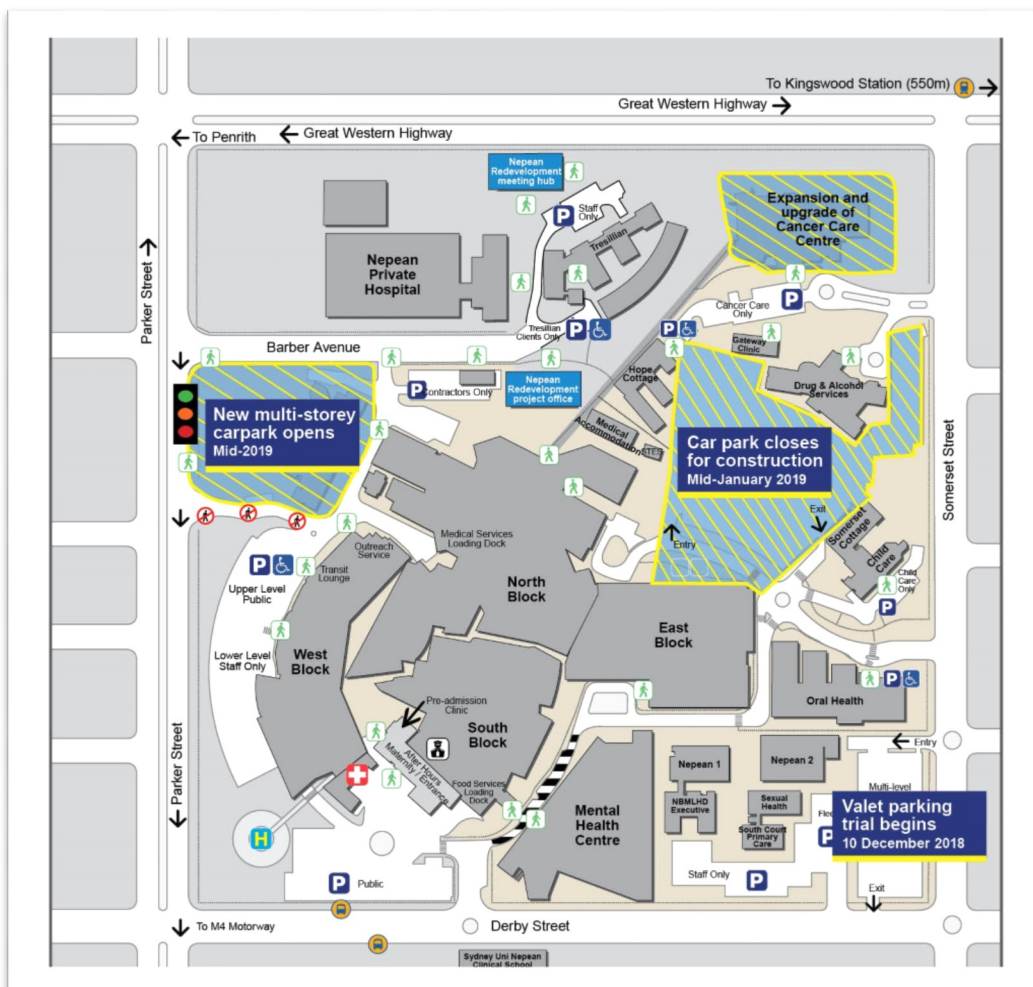 To Kingswood Station (550m)
Great Western Highway
To Penrith
Great Western Highway
Parker Street
Nepean
Redevelopment
meeting hub
P
Staff
Only
Tresillian
Expansion and
upgrade of
Cancer Care
Centre
Nepean
Private
Hospital
Cancer Care
Only
P
Tresillian
Clients Only
P
P
Gateway
Clinic
Barber Avenue
Hope
Cottage
Drug & Alcohol
Services
P
Contractors Only
Nepean
Redevelopment
project office
New multi-storey
carpark opens
Mid-2019
Medical
Accommodation
Car park closes
for construction
Mid-January 2019
Somerset Street
Exit
Entry
Somerset
Cottage
Child
Care
Child
Care
Only
P
Medical Services
Loading Dock
Outreach
Service
Transit
Lounge
P
Upper Level
Public
Lower Level
Staff Only
North
Block
East
Block
West
Block
Oral Health
P
Pre-admission
Clinic
South
Block
After Hours
Maternity / Entrance
Food Services
Loading
Dock
Parker Street
Mental
Health
Centre
Nepean 1
Nepean 2
Entry
NBMLHD
Executive
Sexual
Health
South Court
Primary
Care
Multi-level
P
Valet parking
trial begins
10 December 2018
H
P
Public
Staff Only
P
Exit
To M4 Motorway
Derby Street
Sydney Uni Nepean
Clinical School